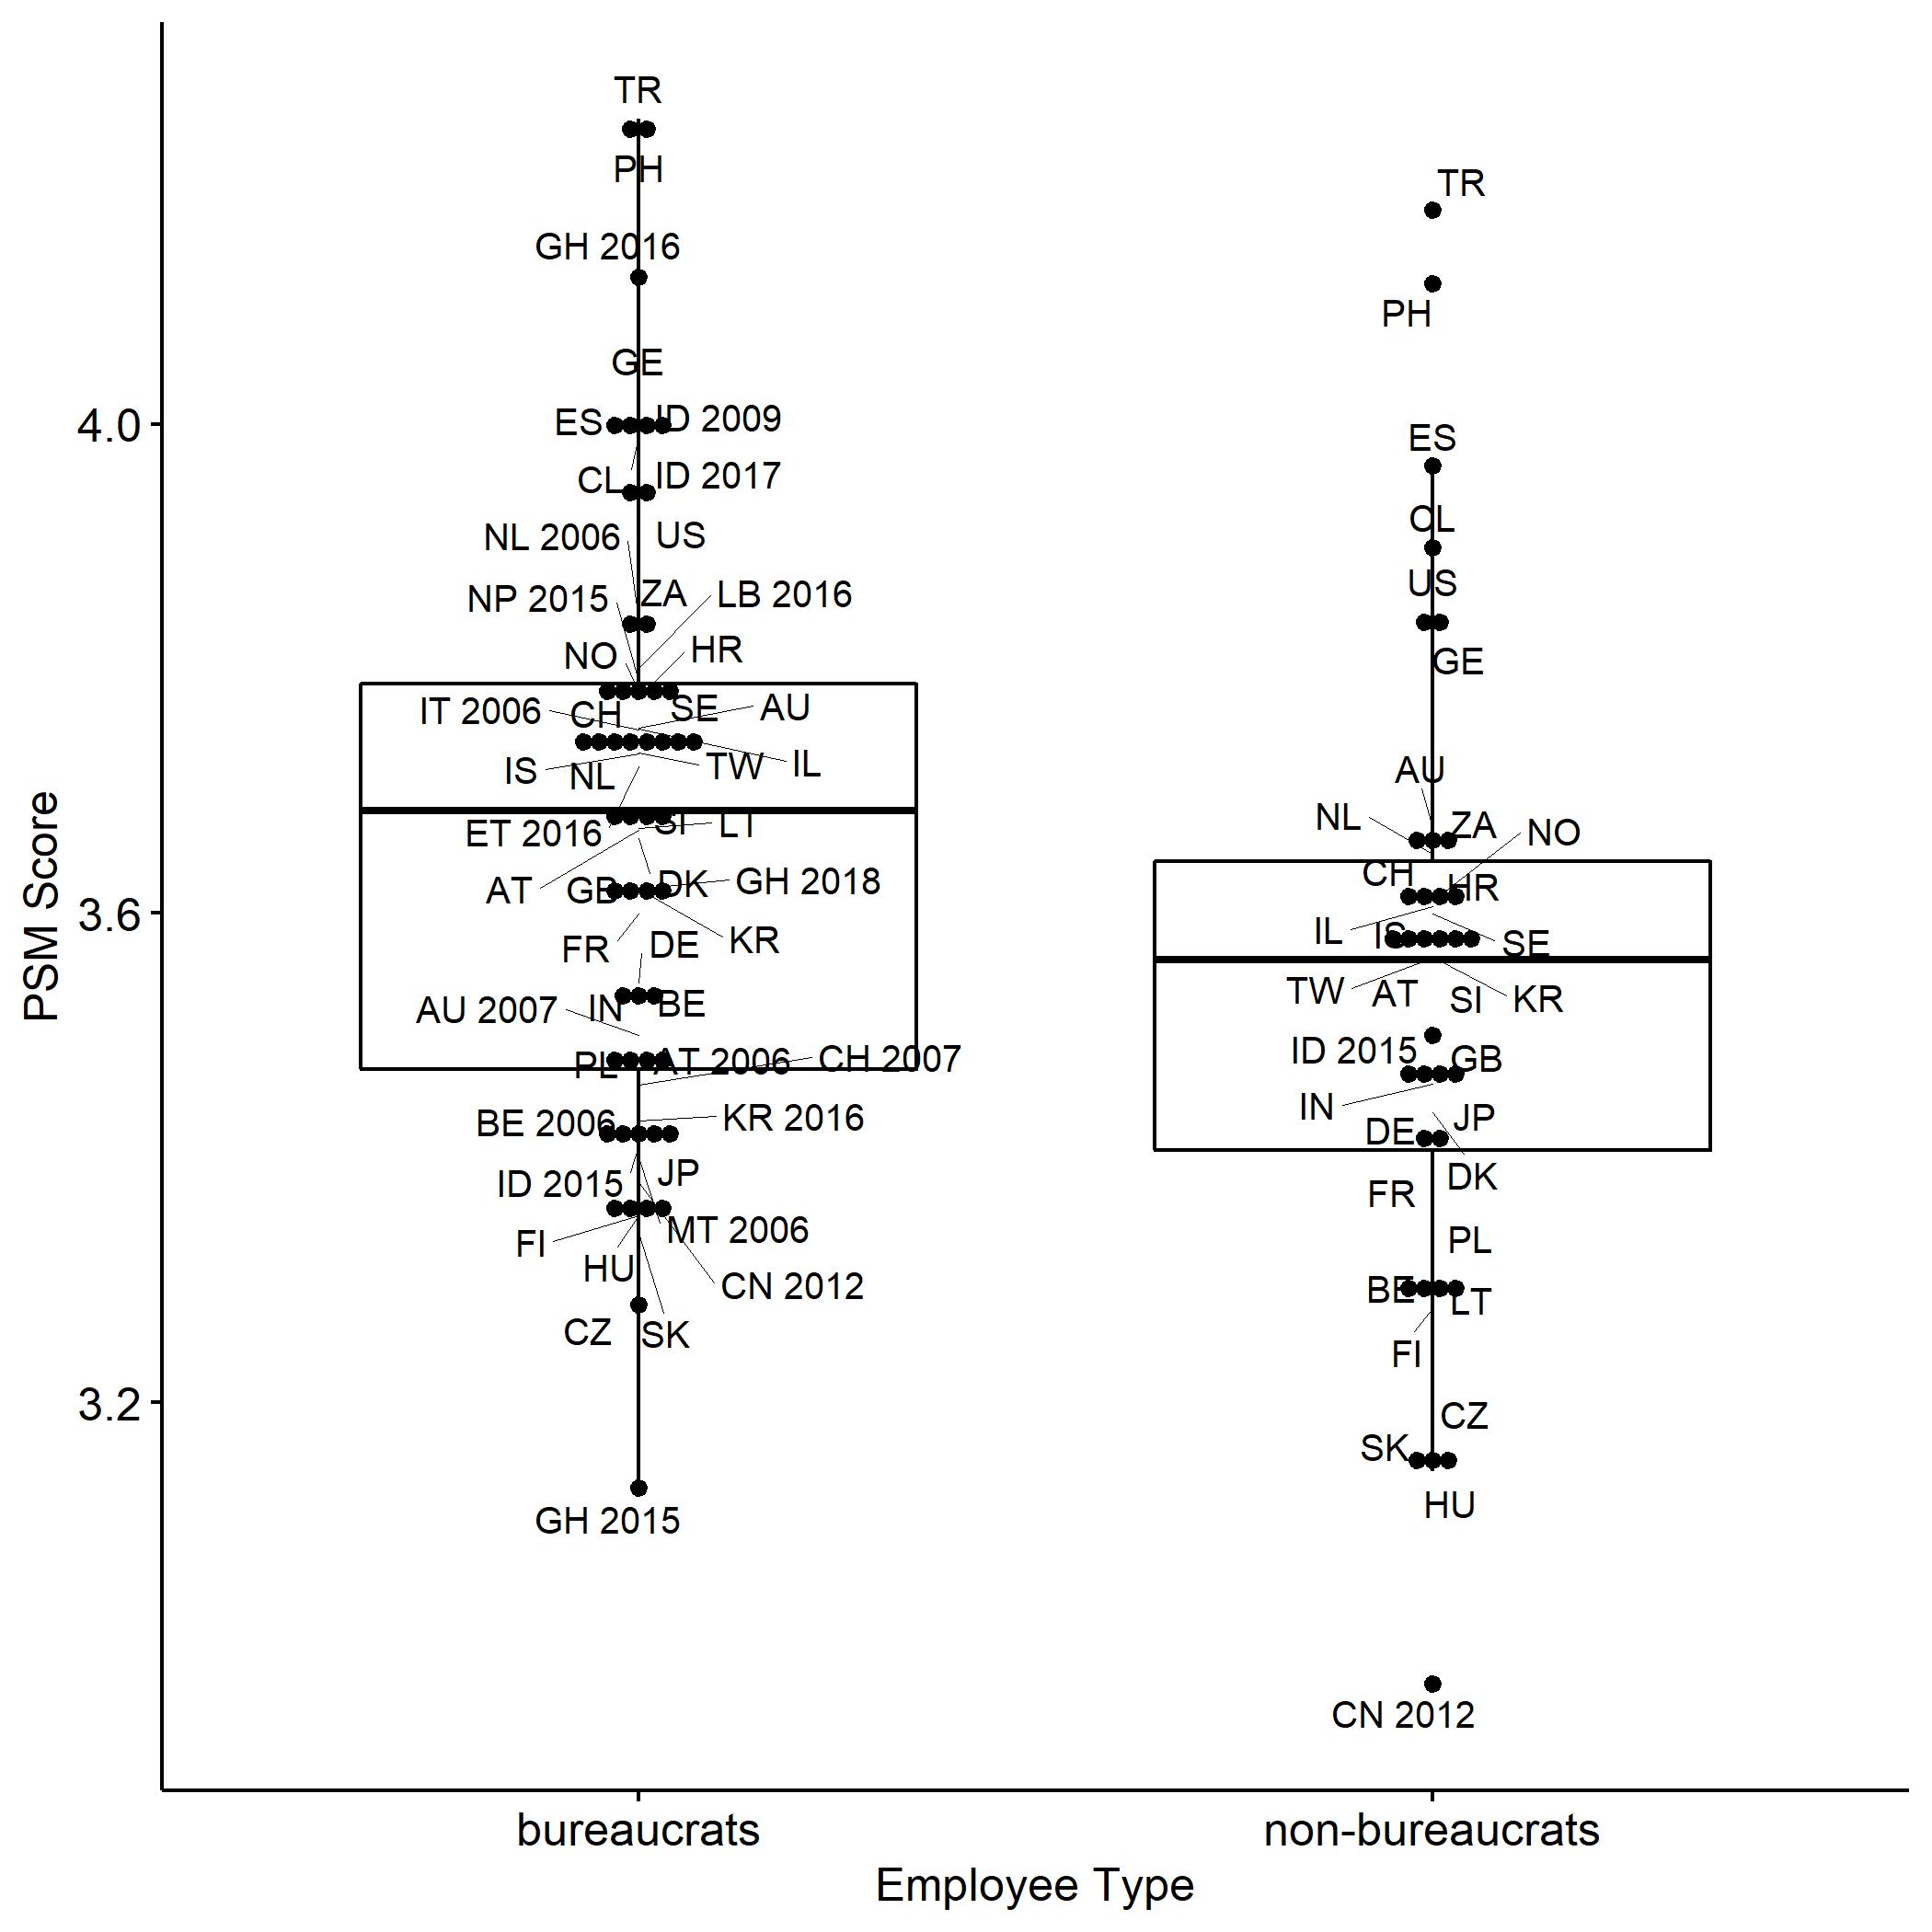 TR
PH
GH 2016
GE
ES
ID 2009
CL
ID 2017
NL 2006
US
NP 2015
ZA
LB 2016
NO
HR
IT 2006
CH
SE
AU
IS
NL
TW
IL
ET 2016
SI
LT
AT
GB
DK
GH 2018
FR
DE
KR
AU 2007
IN
BE
PL
AT 2006
CH 2007
BE 2006
KR 2016
ID 2015
JP
FI
HU
MT 2006
CN 2012
CZ
SK
GH 2015
TR
PH
ES
CL
US
GE
AU
NL
ZA
NO
CH
HR
IL
IS
SE
TW
AT
SI
KR
ID 2015
GB
IN
DE
JP
FR
DK
PL
BE
LT
FI
CZ
SK
HU
CN 2012
4.0
3.6
3.2
PSM Score
bureaucrats
non-bureaucrats
Employee Type